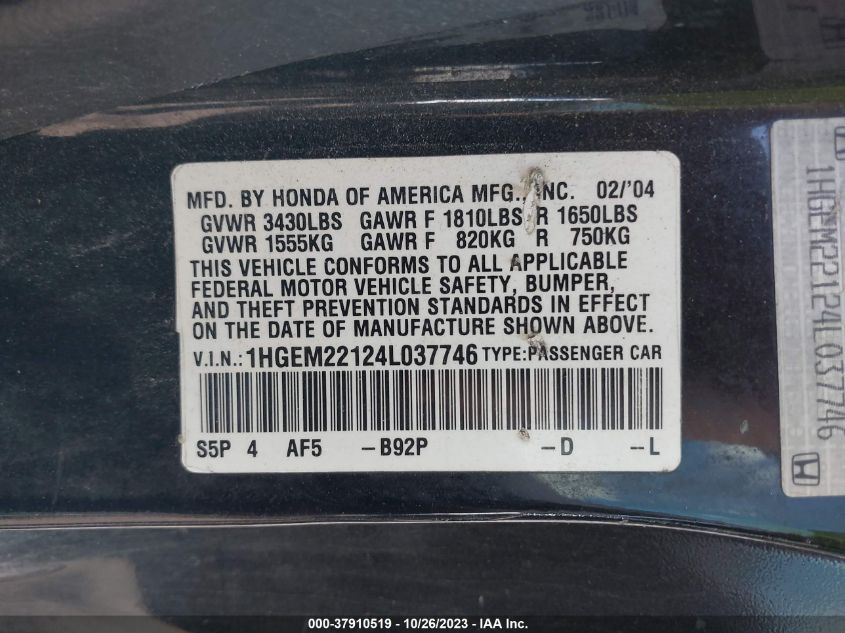 MFD. BY HONDA OF AMERICA MFG., INC. 02/'04
GVWR 3430LBS GAWR F 1810LBS R 1650LBS
GVWR 1555KG GAWR F 820KG R 750KG
THIS VEHICLE CONFORMS TO ALL APPLICABLE
FEDERAL MOTOR VEHICLE SAFETY, BUMPER,
AND THEFT PREVENTION STANDARDS IN EFFECT
ON THE DATE OF MANUFACTURE SHOWN ABOVE.
V.I.N.: 1HGEM22124L037746 TYPE:PASSENGER CAR
S5P 4 AF5 -B92P -D -L
1HGEM22124L037746
000-37910519 - 10/26/2023 - IAA Inc.